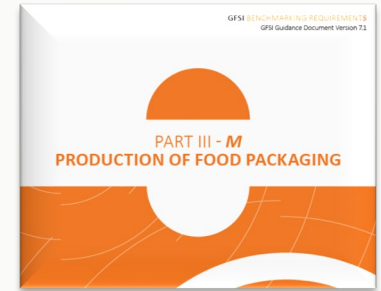 GFSI BENCHMARKING REQUIREMENTS
GFSI Guidance Document Version 7.1
PART III - M
PRODUCTION OF FOOD PACKAGING